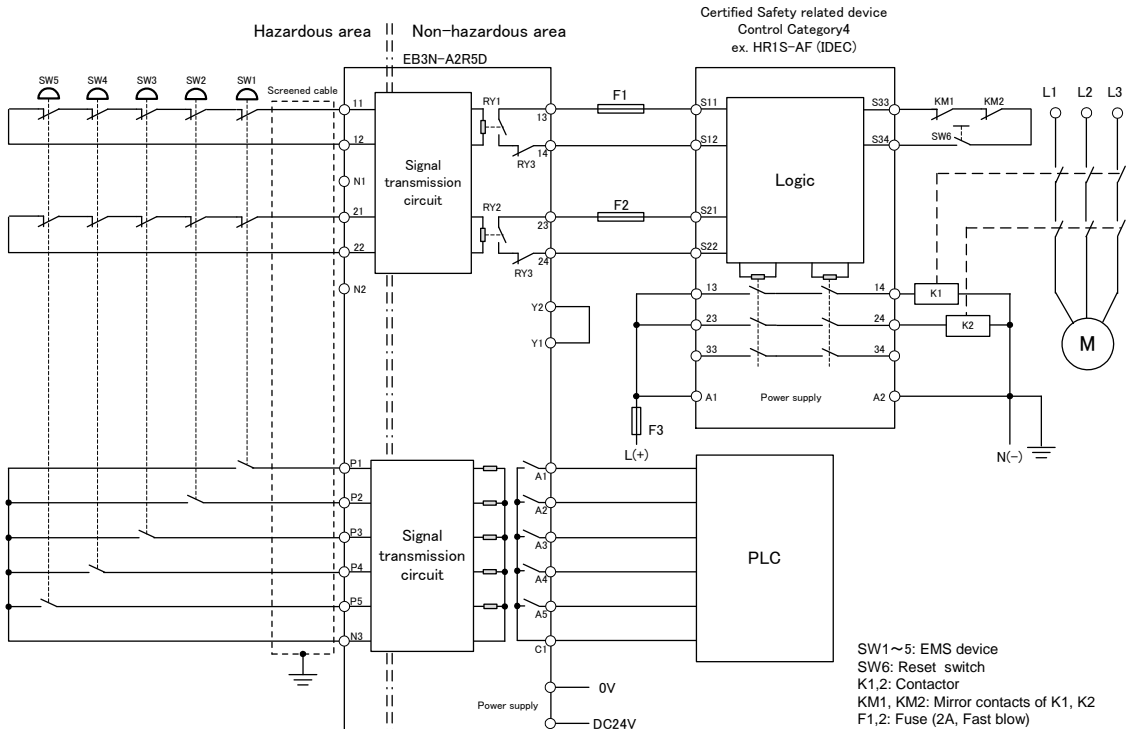 Certified Safety related device
Control Category4
ex. HR1S-AF (IDEC)
Hazardous area
Non-hazardous area
EB3N-A2R5D
SW5 SW4 SW3 SW2 SW1
Screened cable
L1 L2 L3
11
12
N1
21
22
N2
Signal
transmission
circuit
RY1
RY3
RY2
RY3
13
14
23
24
Y2
Y1
F1
F2
S11
S12
S21
S22
Logic
S33
S34
KM1 KM2
SW6
13 14
23 24
33 34
A1 Power supply A2
K1
K2
M
F3
L(+)
N(-)
P1
P2
P3
P4
P5
N3
Signal
transmission
circuit
A1
A2
A3
A4
A5
C1
PLC
Power supply
0V
DC24V
SW1~5: EMS device
SW6: Reset switch
K1,2: Contactor
KM1, KM2: Mirror contacts of K1, K2
F1,2: Fuse (2A, Fast blow)